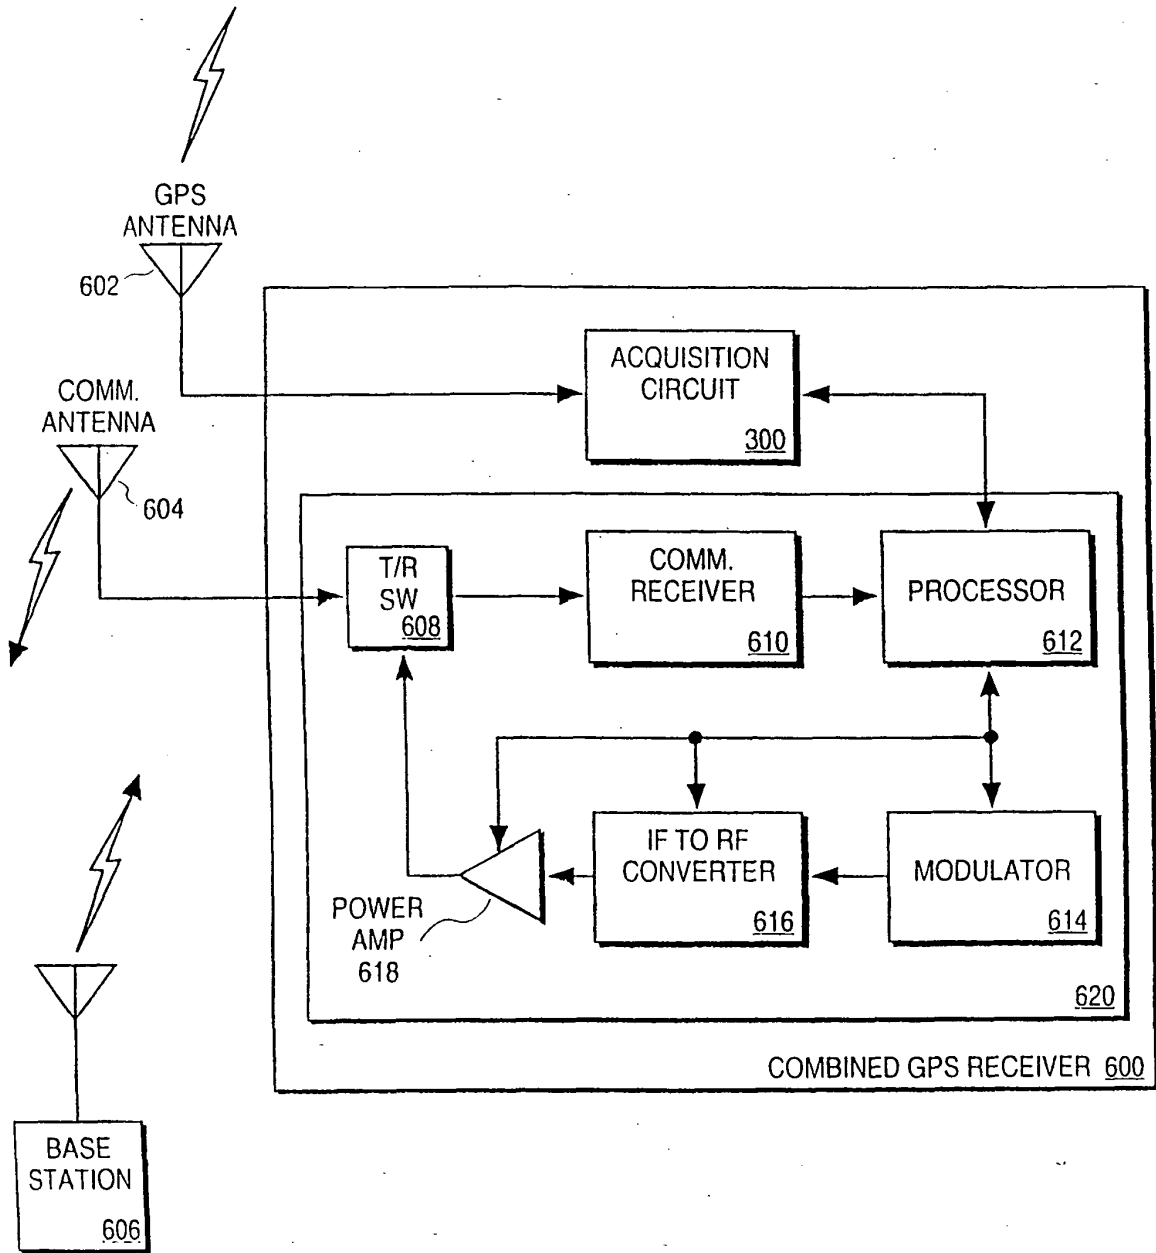 GPS
ANTENNA
602
COMM.
ANTENNA
604
ACQUISITION
CIRCUIT
300
T/R
SW
608
COMM.
RECEIVER
610
PROCESSOR
612
POWER
AMP
618
IF TO RF
CONVERTER
616
MODULATOR
614
620
COMBINED GPS RECEIVER 600
BASE
STATION
606